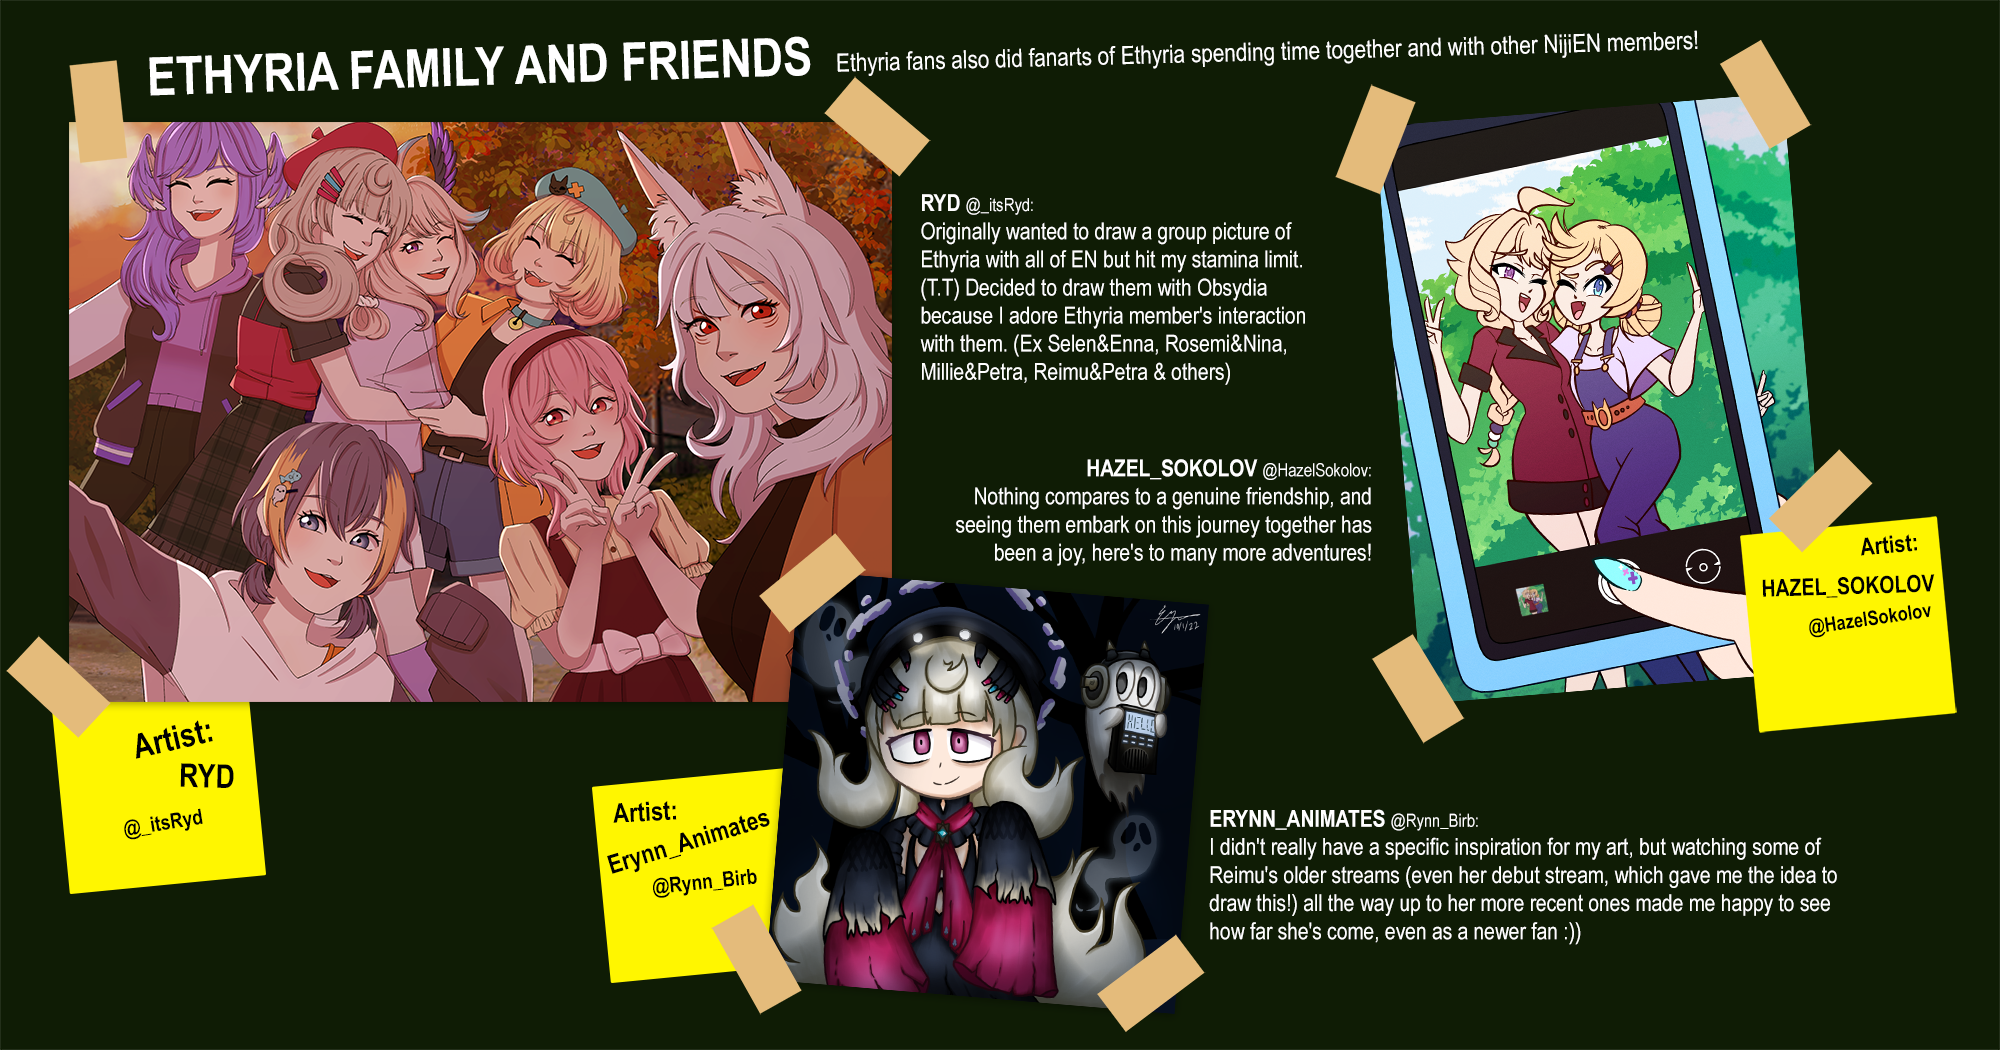 ETHYRIA FAMILY AND FRIENDS
Ethyria fans also did fanarts of Ethyria spending time together and with other NijiEN members!
RYD @_itsRyd:
Originally wanted to draw a group picture of
Ethyria with all of EN but hit my stamina limit.
(T.T) Decided to draw them with Obsydia
because I adore Ethyria member's interaction
with them. (Ex Selen&Enna, Rosemi&Nina,
Millie&Petra, Reimu&Petra & others)
HAZEL_SOKOLOV @HazelSokolov:
Nothing compares to a genuine friendship, and
seeing them embark on this journey together has
been a joy, here's to many more adventures!
Artist:
HAZEL_SOKOLOV
@HazelSokolov
Artist:
RYD
@_itsRyd
Artist:
Erynn_Animates
@Rynn_Birb
HELLO
ERYNN_ANIMATES @Rynn_Birb:
I didn't really have a specific inspiration for my art, but watching some of
Reimu's older streams (even her debut stream, which gave me the idea to
draw this!) all the way up to her more recent ones made me happy to see
how far she's come, even as a newer fan :))